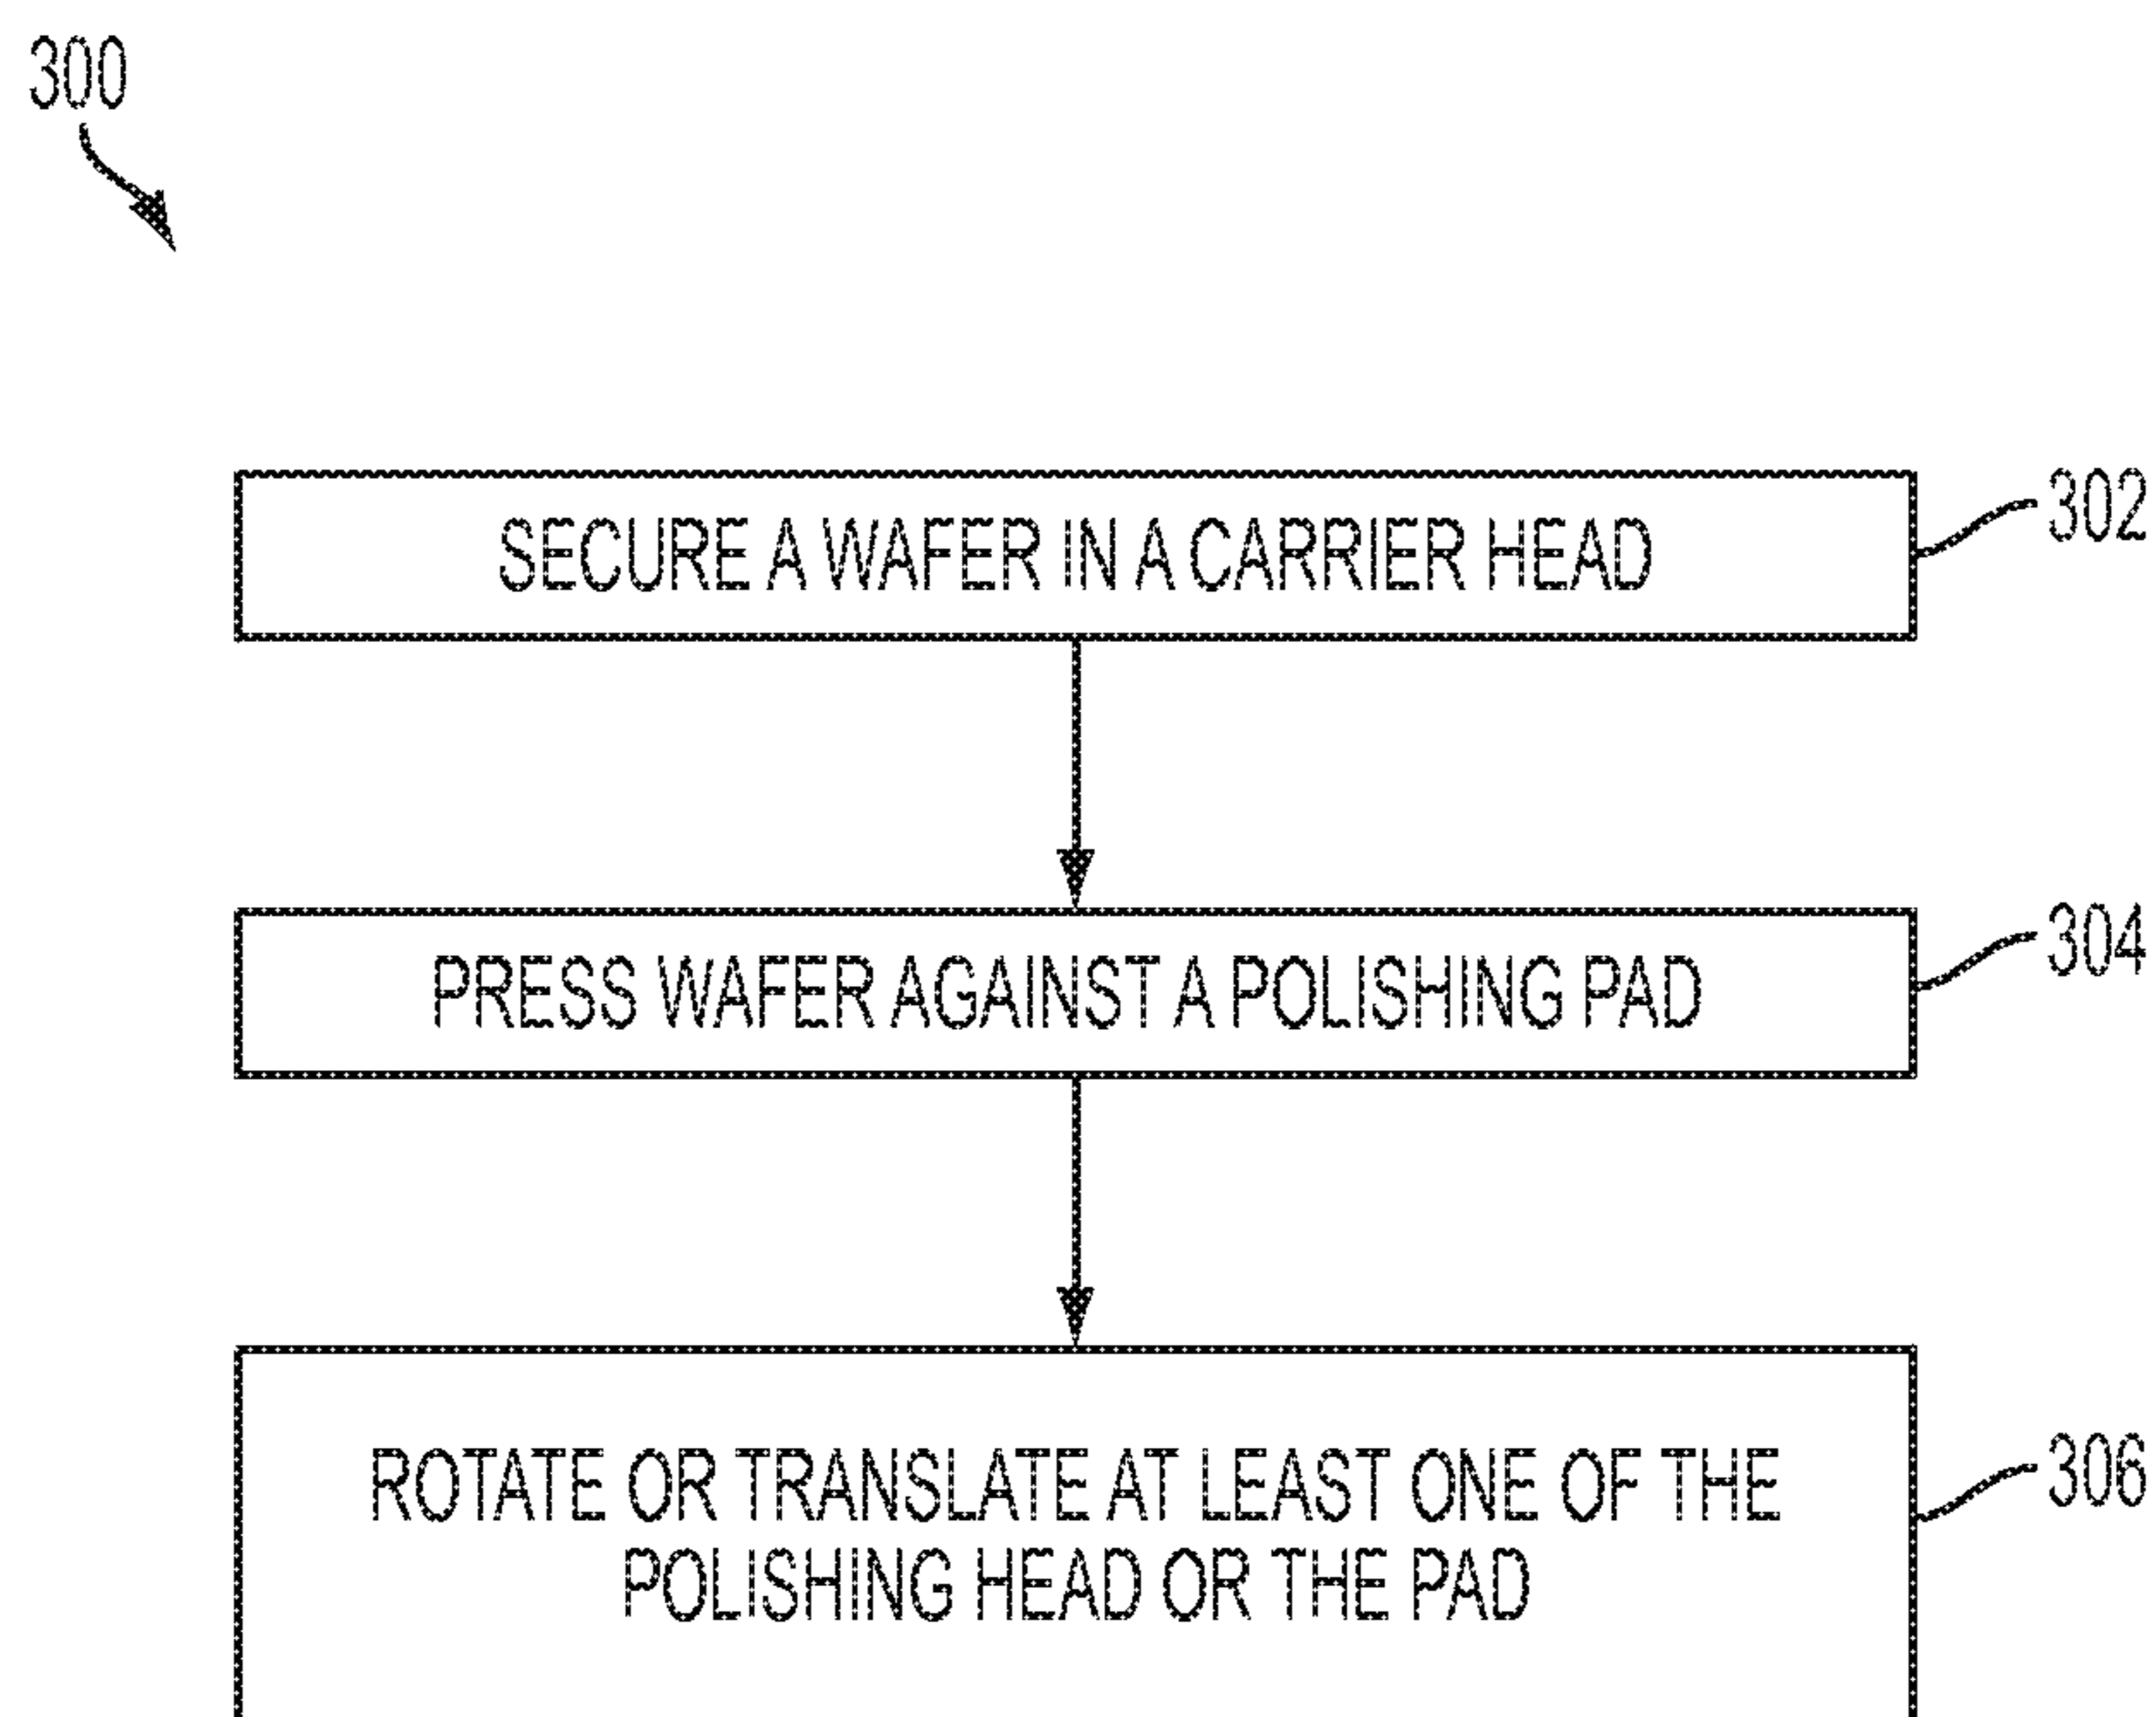 300
SECURE A WAFER IN A CARRIER HEAD
302
PRESS WAFER AGAINST A POLISHING PAD
304
ROTATE OR TRANSLATE AT LEAST ONE OF THE
POLISHING HEAD OR THE PAD
306